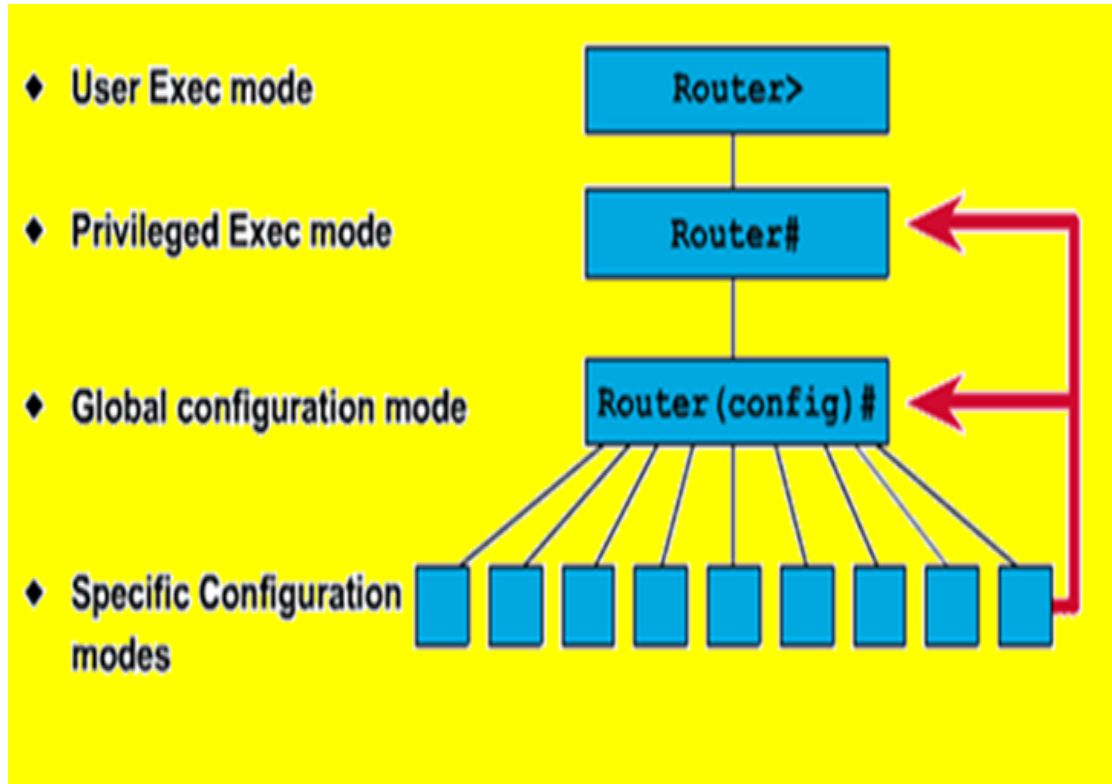 ♦ User Exec mode
Router>
♦ Privileged Exec mode
Router#
♦ Global configuration mode
Router(config)#
♦ Specific Configuration
modes